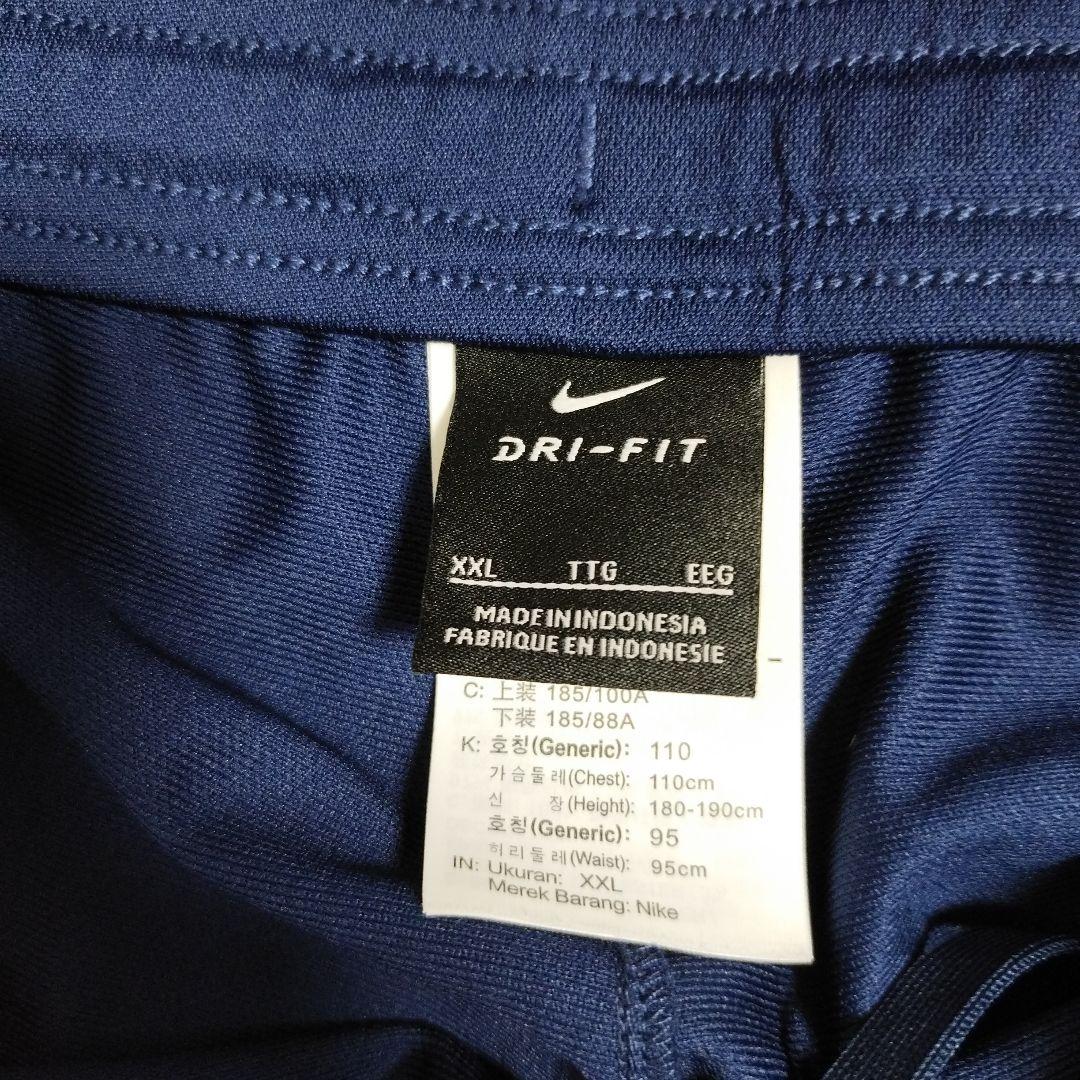 DRI-FIT
XXL TTG EEG
MADE IN INDONESIA
FABRIQUE EN INDONESIE
C: 上装 185/100A
下装 185/88A
K: 호칭(Generic): 110
가슴둘레(Chest): 110cm
신 장(Height): 180-190cm
호칭(Generic): 95
허리둘레(Waist): 95cm
IN: Ukuran: XXL
Merek Barang: Nike